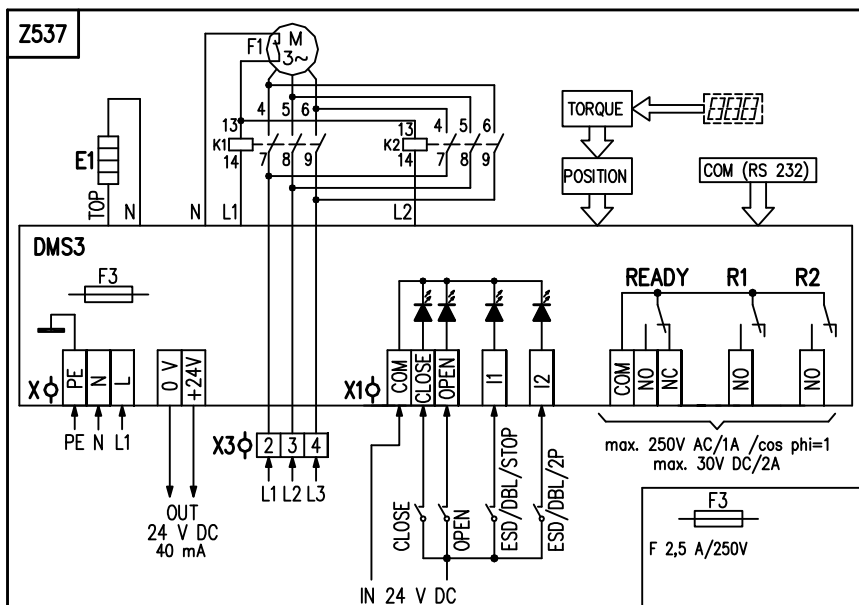 Z537
F1
M
3~
4 5 6
13
K1
14
7 8 9
4 5 6
13
K2
14
7 8 9
TORQUE
POSITION
COM (RS 232)
E1
TOP
N
N
L1
L2
DMS3
F3
READY
R1
R2
X
PE
N
L
0 V
+24V
X1
COM
CLOSE
OPEN
I1
I2
COM
NO
NC
NO
NO
PE N L1
X3
2 3 4
L1 L2 L3
OUT
24 V DC
40 mA
CLOSE
OPEN
ESD/DBL/STOP
ESD/DBL/2P
IN 24 V DC
max. 250V AC/1A /cos phi=1
max. 30V DC/2A
F3
F 2,5 A/250V